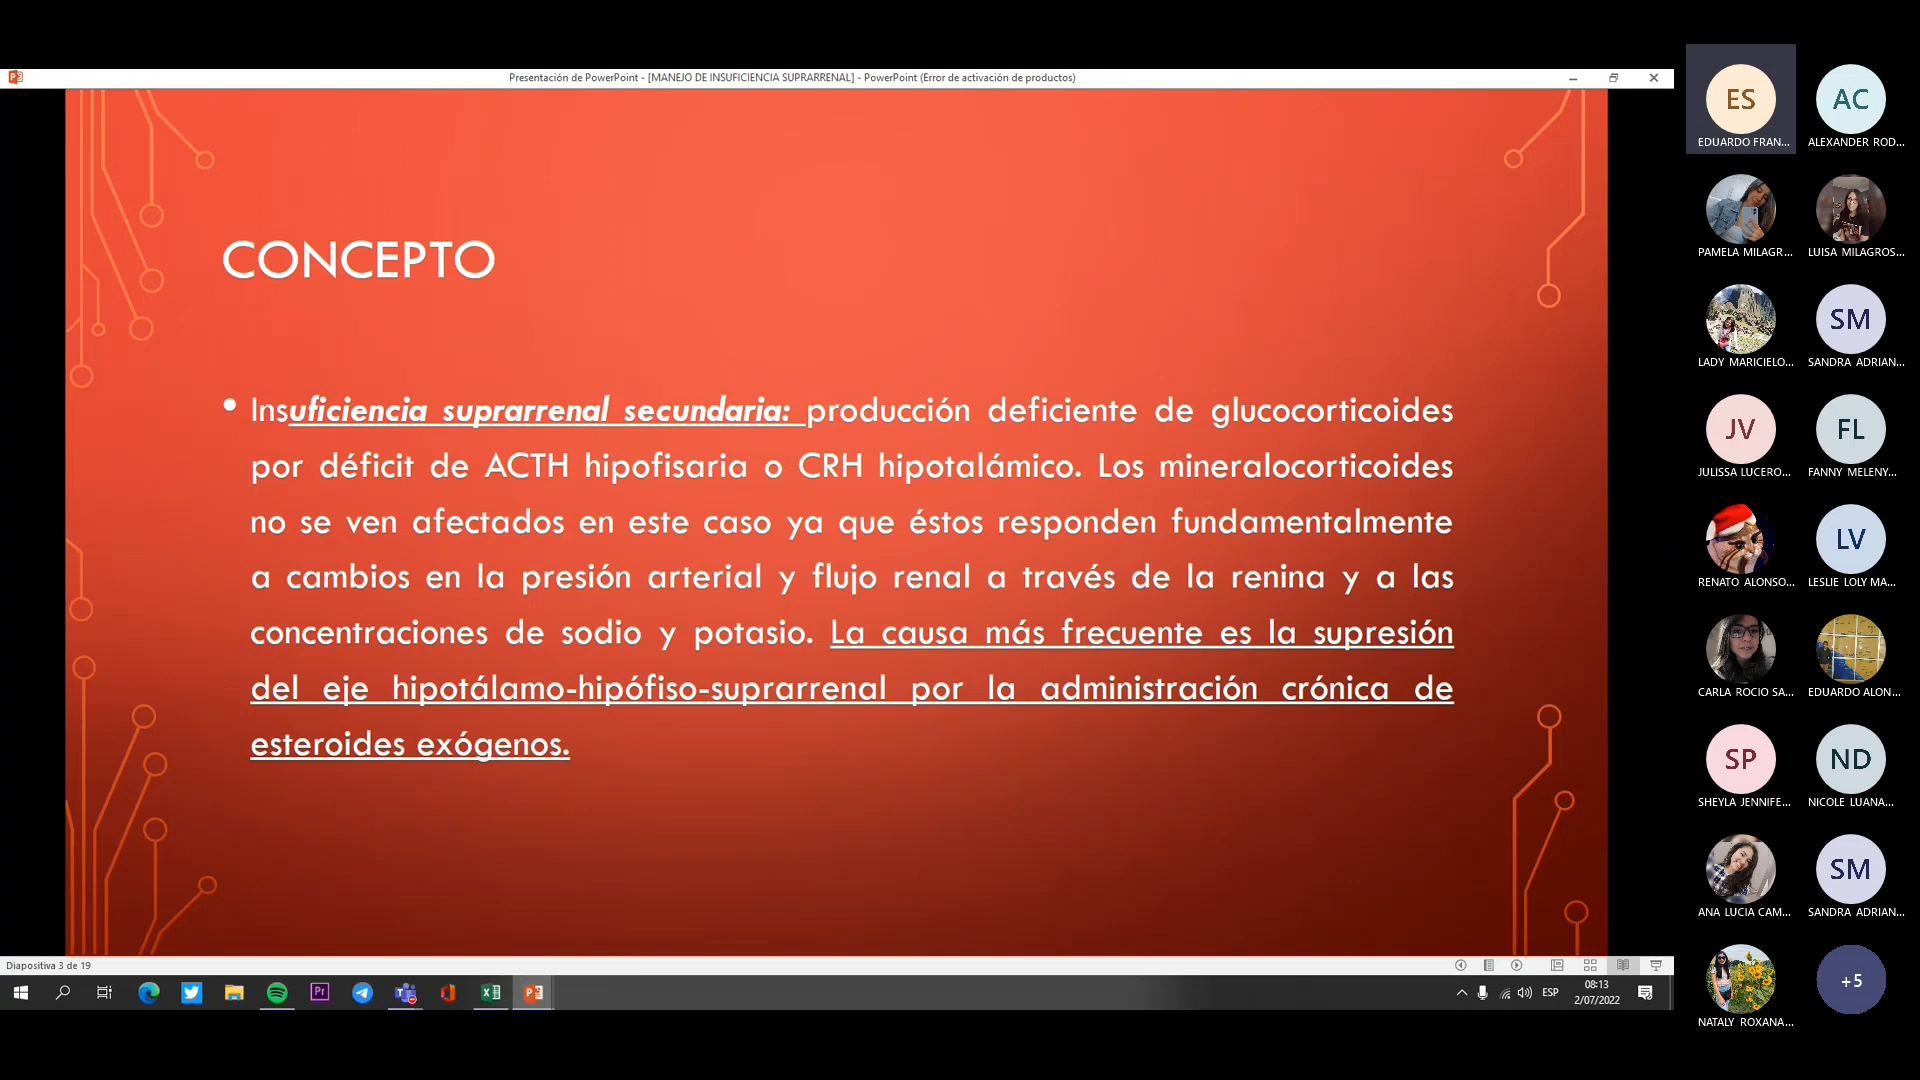 Presentación de PowerPoint - [MANEJO DE INSUFICIENCIA SUPRARRENAL] - PowerPoint (Error de activación de productos)
CONCEPTO
• Insuficiencia suprarrenal secundaria: producción deficiente de glucocorticoides
por déficit de ACTH hipofisaria o CRH hipotalámico. Los mineralocorticoides
no se ven afectados en este caso ya que éstos responden fundamentalmente
a cambios en la presión arterial y flujo renal a través de la renina y a las
concentraciones de sodio y potasio. La causa más frecuente es la supresión
del eje hipotálamo-hipófiso-suprarrenal por la administración crónica de
esteroides exógenos.
Diapositiva 3 de 19
Pr
ESP
08:13
2/07/2022
ES
EDUARDO FRAN...
AC
ALEXANDER ROD...
PAMELA MILAGR...
LUISA MILAGROS...
LADY MARICIELO...
SM
SANDRA ADRIAN...
JV
JULISSA LUCERO...
FL
FANNY MELENY...
RENATO ALONSO...
LV
LESLIE LOLY MA...
CARLA ROCIO SA...
EDUARDO ALON...
SP
SHEYLA JENNIFE...
ND
NICOLE LUANA...
ANA LUCIA CAM...
SM
SANDRA ADRIAN...
NATALY ROXANA...
+5